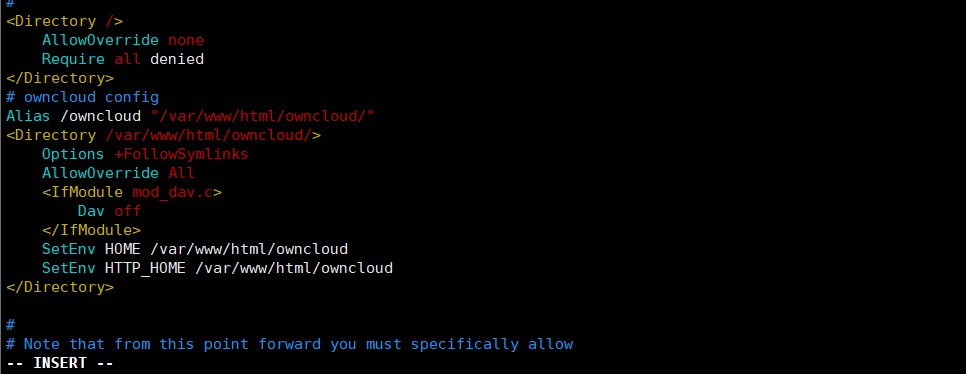 #
<Directory />
    AllowOverride none
    Require all denied
</Directory>
# owncloud config
Alias /owncloud "/var/www/html/owncloud/"
<Directory /var/www/html/owncloud/>
    Options +FollowSymlinks
    AllowOverride All
    <IfModule mod_dav.c>
        Dav off
    </IfModule>
    SetEnv HOME /var/www/html/owncloud
    SetEnv HTTP_HOME /var/www/html/owncloud
</Directory>

#
# Note that from this point forward you must specifically allow
-- INSERT --